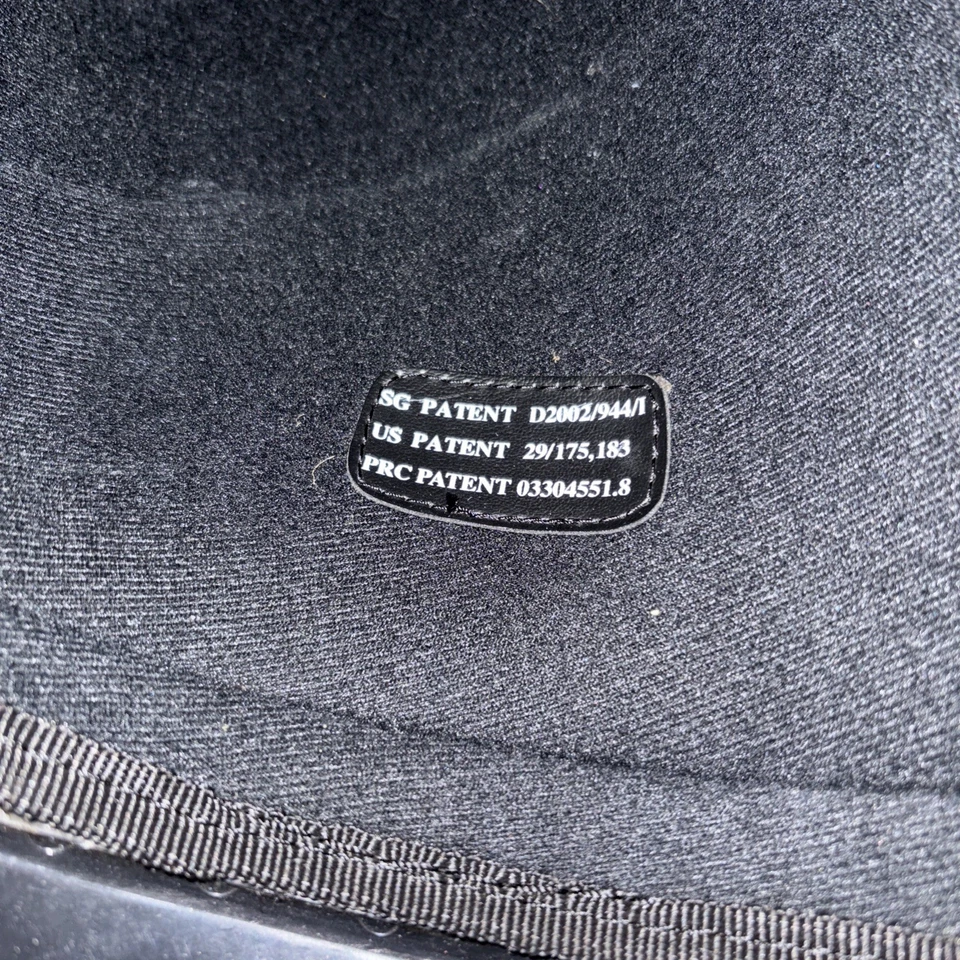 SG PATENT D2002/944/I
US PATENT 29/175,183
PRC PATENT 03304551.8